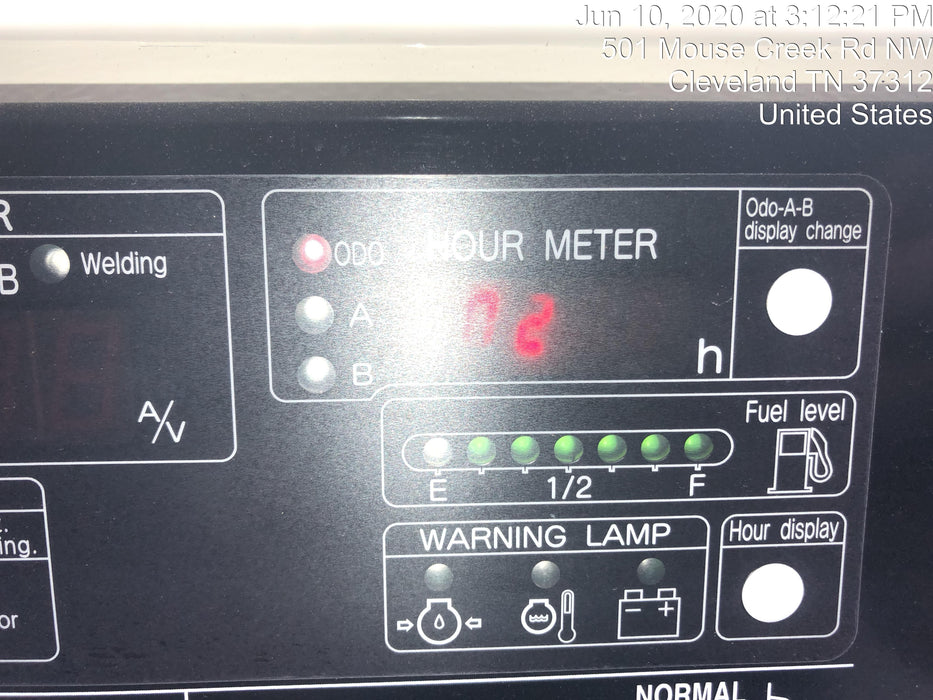 Jun 10, 2020 at 3:12:21 PM
501 Mouse Creek Rd NW
Cleveland TN 37312
United States
R
B Welding
A/V
ODO HOUR METER
A
B
2
h
Odo-A-B
display change
Fuel level
E 1/2 F
WARNING LAMP
- +
Hour display
ing.
or
NORMAL